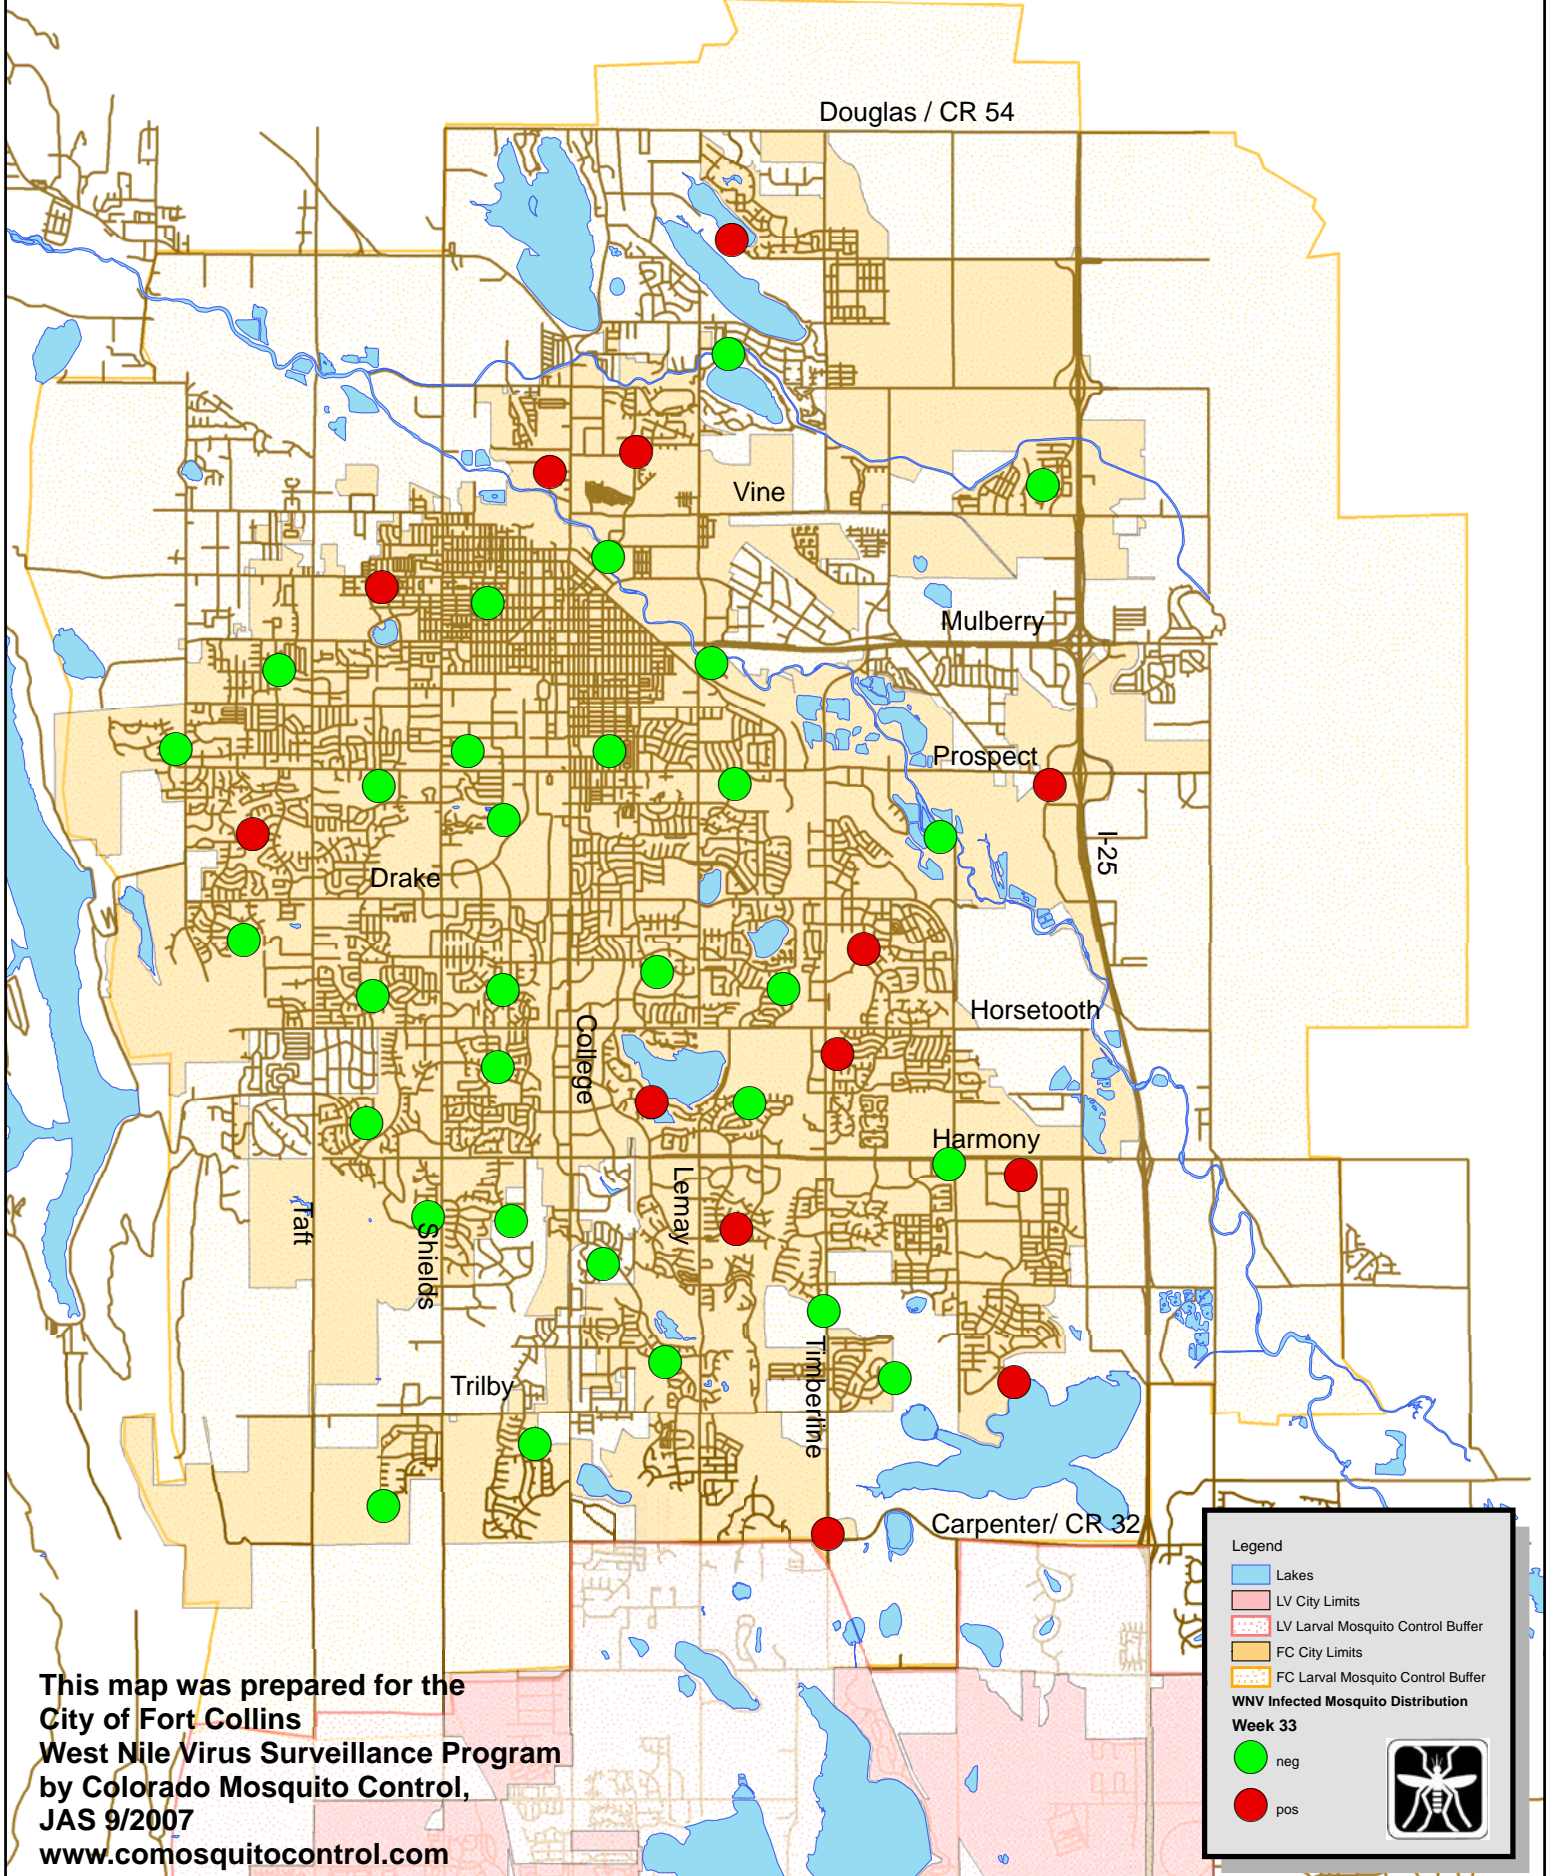 Douglas / CR 54
Vine
Mulberry
Prospect
I-25
Drake
Horsetooth
College
Harmony
Lemay
Taft
Shields
Timberline
Trilby
Carpenter/ CR 32
Legend
Lakes
LV City Limits
LV Larval Mosquito Control Buffer
FC City Limits
FC Larval Mosquito Control Buffer
WNV Infected Mosquito Distribution
Week 33
neg
pos
This map was prepared for the
City of Fort Collins
West Nile Virus Surveillance Program
by Colorado Mosquito Control,
JAS 9/2007
www.comosquitocontrol.com